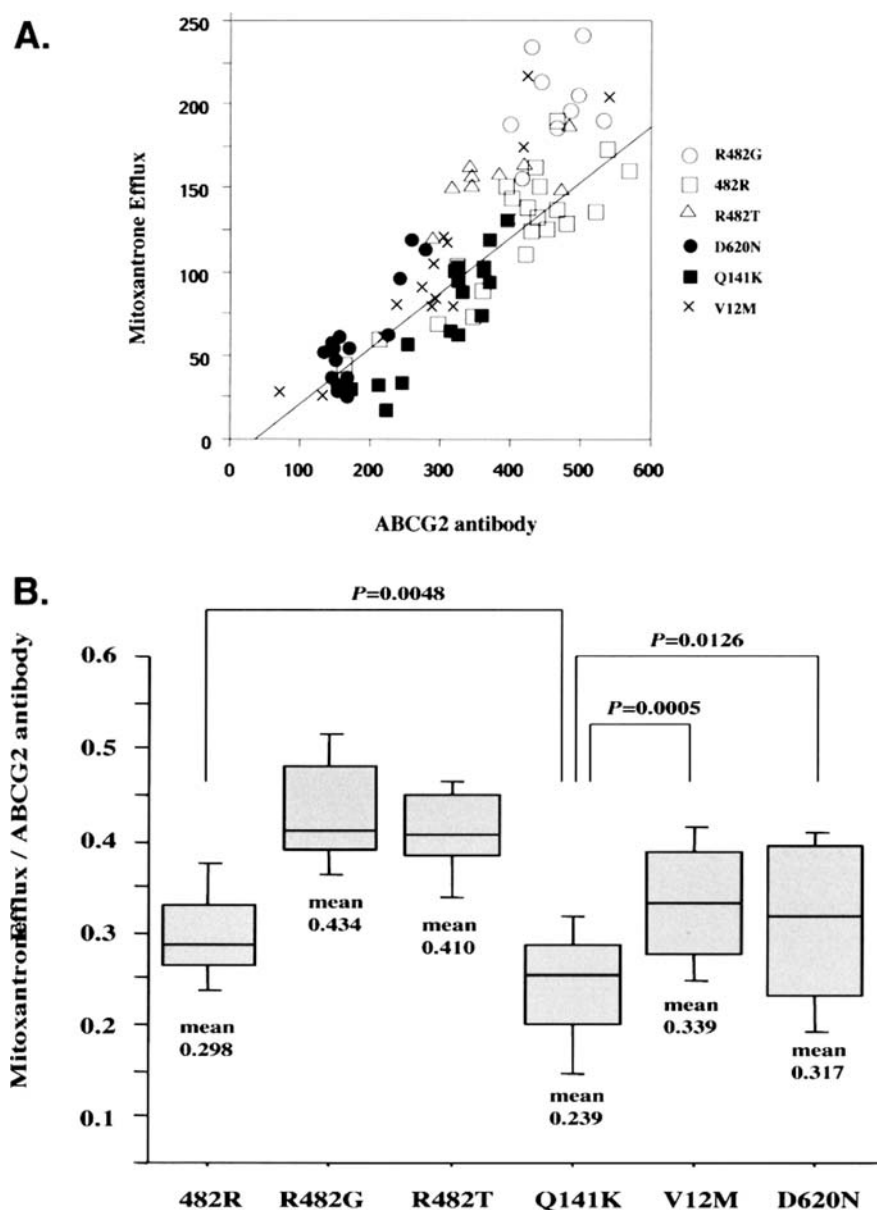 A.
Mitoxantrone Efflux
250
200
150
100
50
0
0 100 200 300 400 500 600
ABCG2 antibody
R482G
482R
R482T
D620N
Q141K
V12M
B.
Mitoxantrone Efflux / ABCG2 antibody
P=0.0048
P=0.0126
P=0.0005
0.6
0.5
0.4
0.3
0.2
0.1
mean
0.298
mean
0.434
mean
0.410
mean
0.239
mean
0.339
mean
0.317
482R R482G R482T Q141K V12M D620N